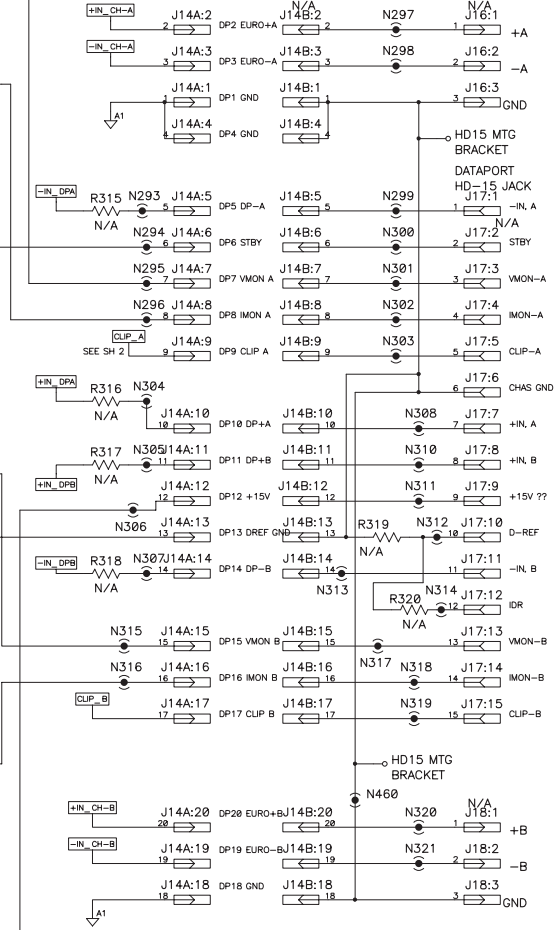 N/A N/A
+IN_CH-A J14A:2 J14B:2 N297 J16:1
2 DP2 EURO+A 2 1 +A
-IN_CH-A J14A:3 J14B:3 N298 J16:2
3 DP3 EURO-A 3 2 -A
J14A:1 J14B:1 J16:3
1 DP1 GND 1 3 GND
A1
J14A:4 J14B:4
4 DP4 GND 4 HD15 MTG
BRACKET
DATAPORT
HD-15 JACK
-IN_DPA R315 N293 J14A:5 J14B:5 N299 J17:1
5 DP5 DP-A 5 1 -IN, A
N/A N/A
N294 J14A:6 J14B:6 N300 J17:2
6 DP6 STBY 6 2 STBY
N295 J14A:7 J14B:7 N301 J17:3
7 DP7 VMON A 7 3 VMON-A
N296 J14A:8 J14B:8 N302 J17:4
8 DP8 IMON A 8 4 IMON-A
CLIP_A J14A:9 J14B:9 N303 J17:5
SEE SH 2 9 DP9 CLIP A 9 5 CLIP-A
J17:6
6 CHAS GND
+IN_DPA R316 N304
N/A J14A:10 J14B:10 N308 J17:7
10 DP10 DP+A 10 7 +IN, A
R317 N305 J14A:11 J14B:11 N310 J17:8
11 DP11 DP+B 11 8 +IN, B
+IN_DPB N/A
J14A:12 J14B:12 N311 J17:9
12 DP12 +15V 12 9 +15V ??
N306
J14A:13 J14B:13 R319 N312 J17:10
13 DP13 DREF GND 13 10 D-REF
N/A
-IN_DPB R318 N307 J14A:14 J14B:14 J17:11
14 DP14 DP-B 14 11 -IN, B
N/A N313
R320 N314 J17:12
12 IDR
N/A
N315 J14A:15 J14B:15 J17:13
15 DP15 VMON B 15 13 VMON-B
N317
N316 J14A:16 J14B:16 N318 J17:14
16 DP16 IMON B 16 14 IMON-B
CLIP_B J14A:17 J14B:17 N319 J17:15
17 DP17 CLIP B 17 15 CLIP-B
HD15 MTG
BRACKET
N460
N/A
+IN_CH-B J14A:20 DP20 EURO+B J14B:20 N320 J18:1
20 20 1 +B
-IN_CH-B J14A:19 DP19 EURO-B J14B:19 N321 J18:2
19 19 2 -B
J14A:18 DP18 GND J14B:18 J18:3
18 18 3 GND
A1